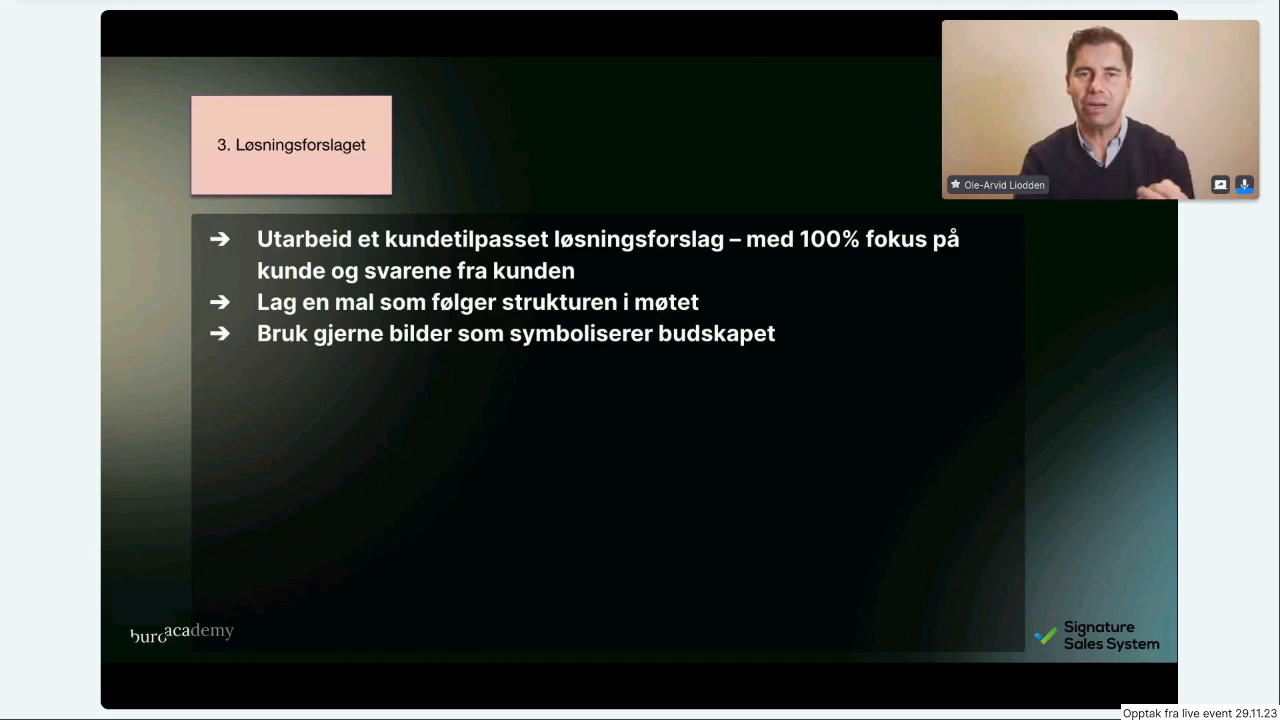 3. Løsningsforslaget
Ole-Arvid Liodden
➔ Utarbeid et kundetilpasset løsningsforslag – med 100% fokus på
kunde og svarene fra kunden
➔ Lag en mal som følger strukturen i møtet
➔ Bruk gjerne bilder som symboliserer budskapet
buroacademy
Signature
Sales System
Opptak fra live event 29.11.23